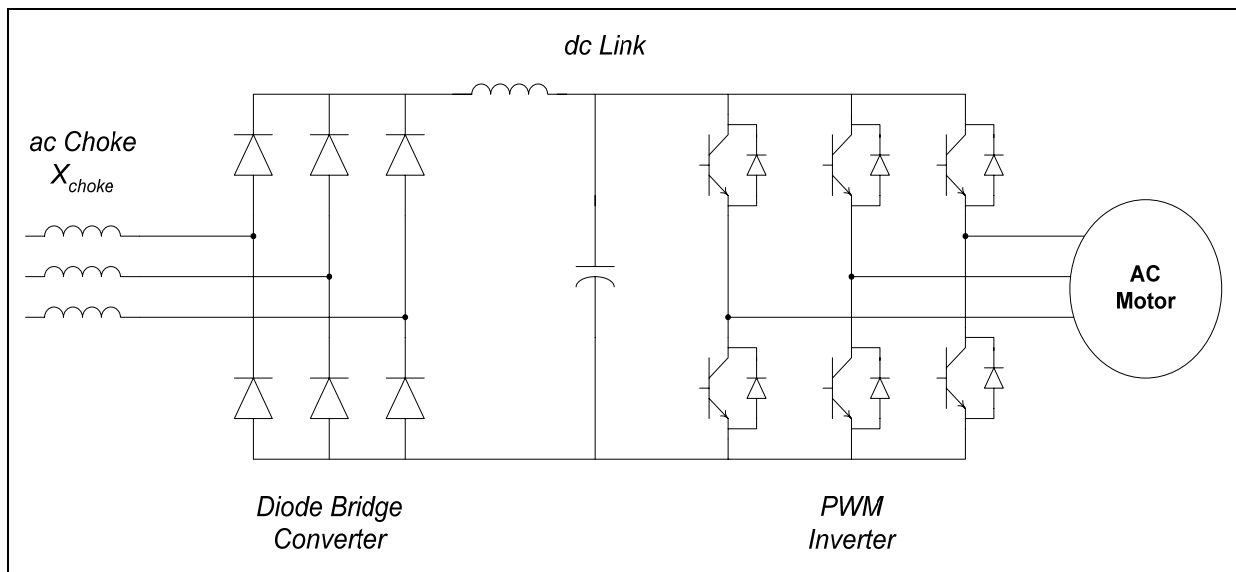 dc Link
ac Choke
Xchoke
AC
Motor
Diode Bridge
Converter
PWM
Inverter